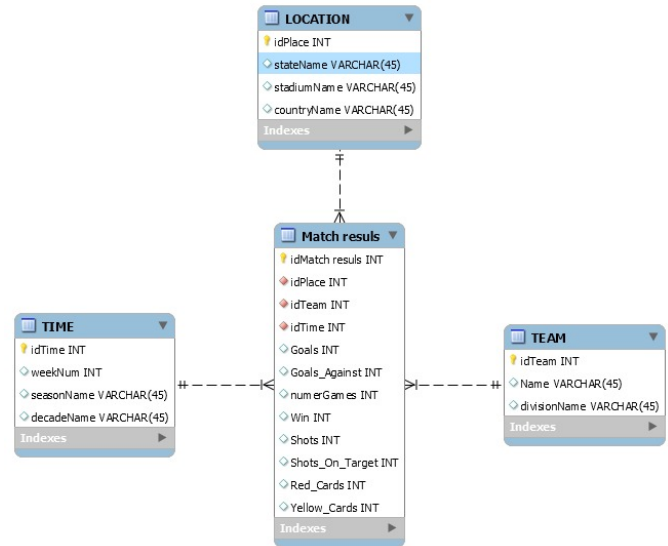 LOCATION
idPlace INT
stateName VARCHAR(45)
stadiumName VARCHAR(45)
countryName VARCHAR(45)
Indexes
Match resuls
idMatch resuls INT
idPlace INT
idTeam INT
idTime INT
Goals INT
Goals_Against INT
numerGames INT
Win INT
Shots INT
Shots_On_Target INT
Red_Cards INT
Yellow_Cards INT
Indexes
TIME
idTime INT
weekNum INT
seasonName VARCHAR(45)
decadeName VARCHAR(45)
Indexes
TEAM
idTeam INT
Name VARCHAR(45)
divisionName VARCHAR(45)
Indexes